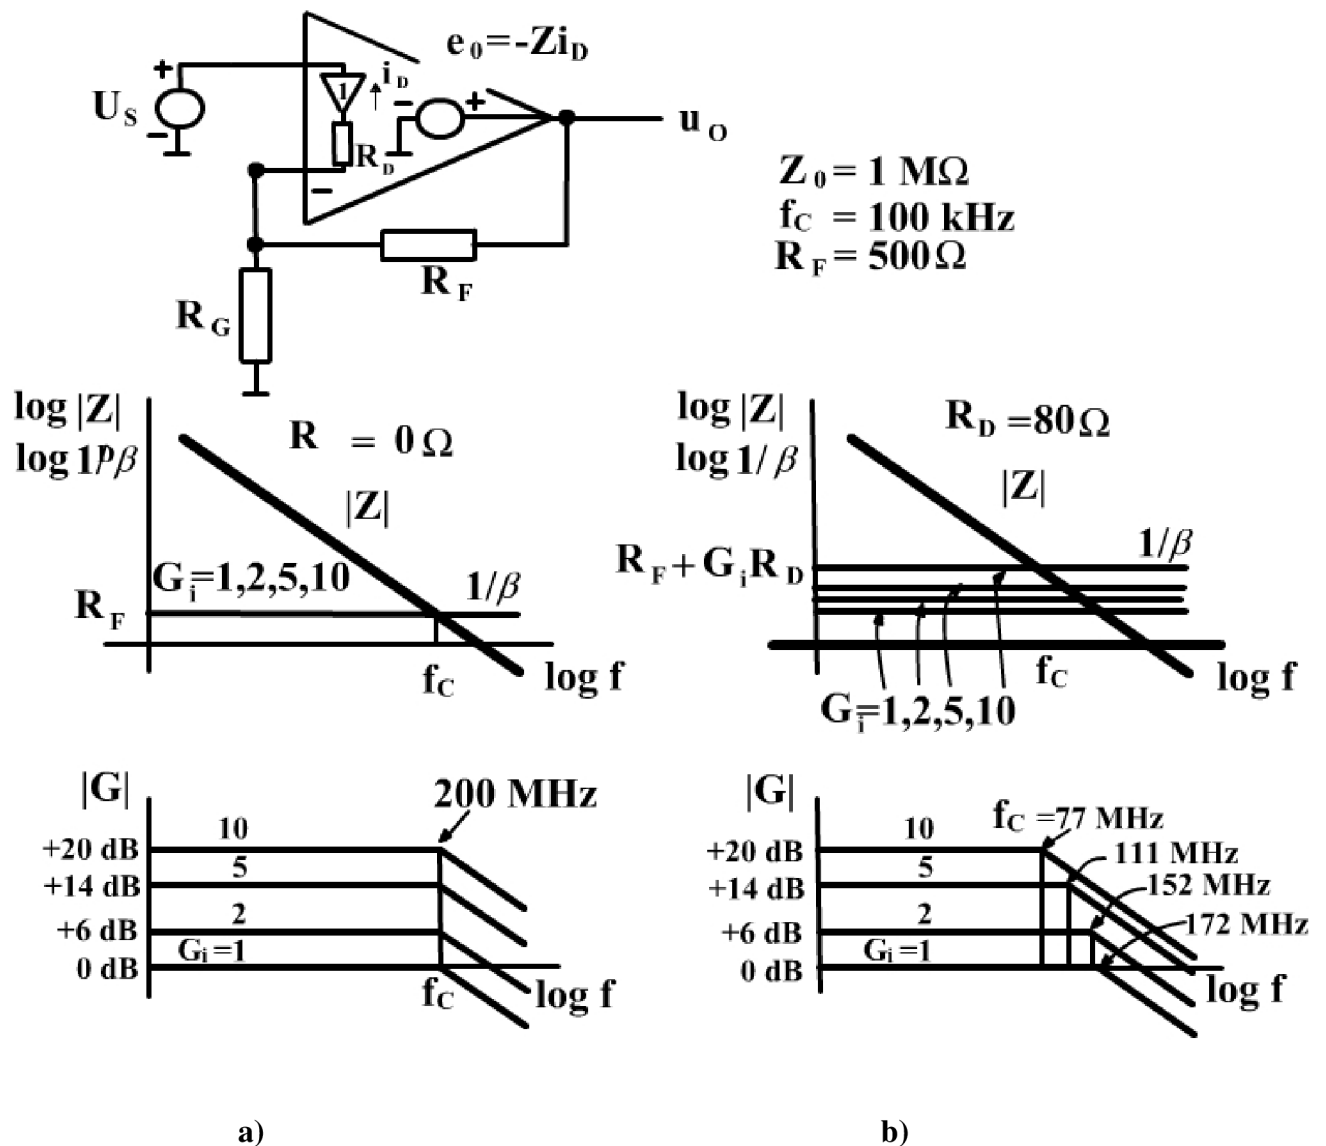 e0=-ZiD
+
iD
1
US
-
+
-
RD
-
uO
Z0 = 1 MΩ
fC = 100 kHz
RF = 500Ω
RF
RG
log |Z|
log 1/β
R D = 0Ω
|Z|
Gi=1,2,5,10
1/β
RF
fC
log f
log |Z|
log 1/β
RD =80Ω
|Z|
1/β
RF+GiRD
fC
log f
Gi=1,2,5,10
|G|
200 MHz
10
+20 dB
5
+14 dB
2
+6 dB
Gi=1
0 dB
fC
log f
|G|
fC =77 MHz
10
+20 dB
111 MHz
5
+14 dB
152 MHz
2
+6 dB
172 MHz
Gi=1
0 dB
log f
a)
b)